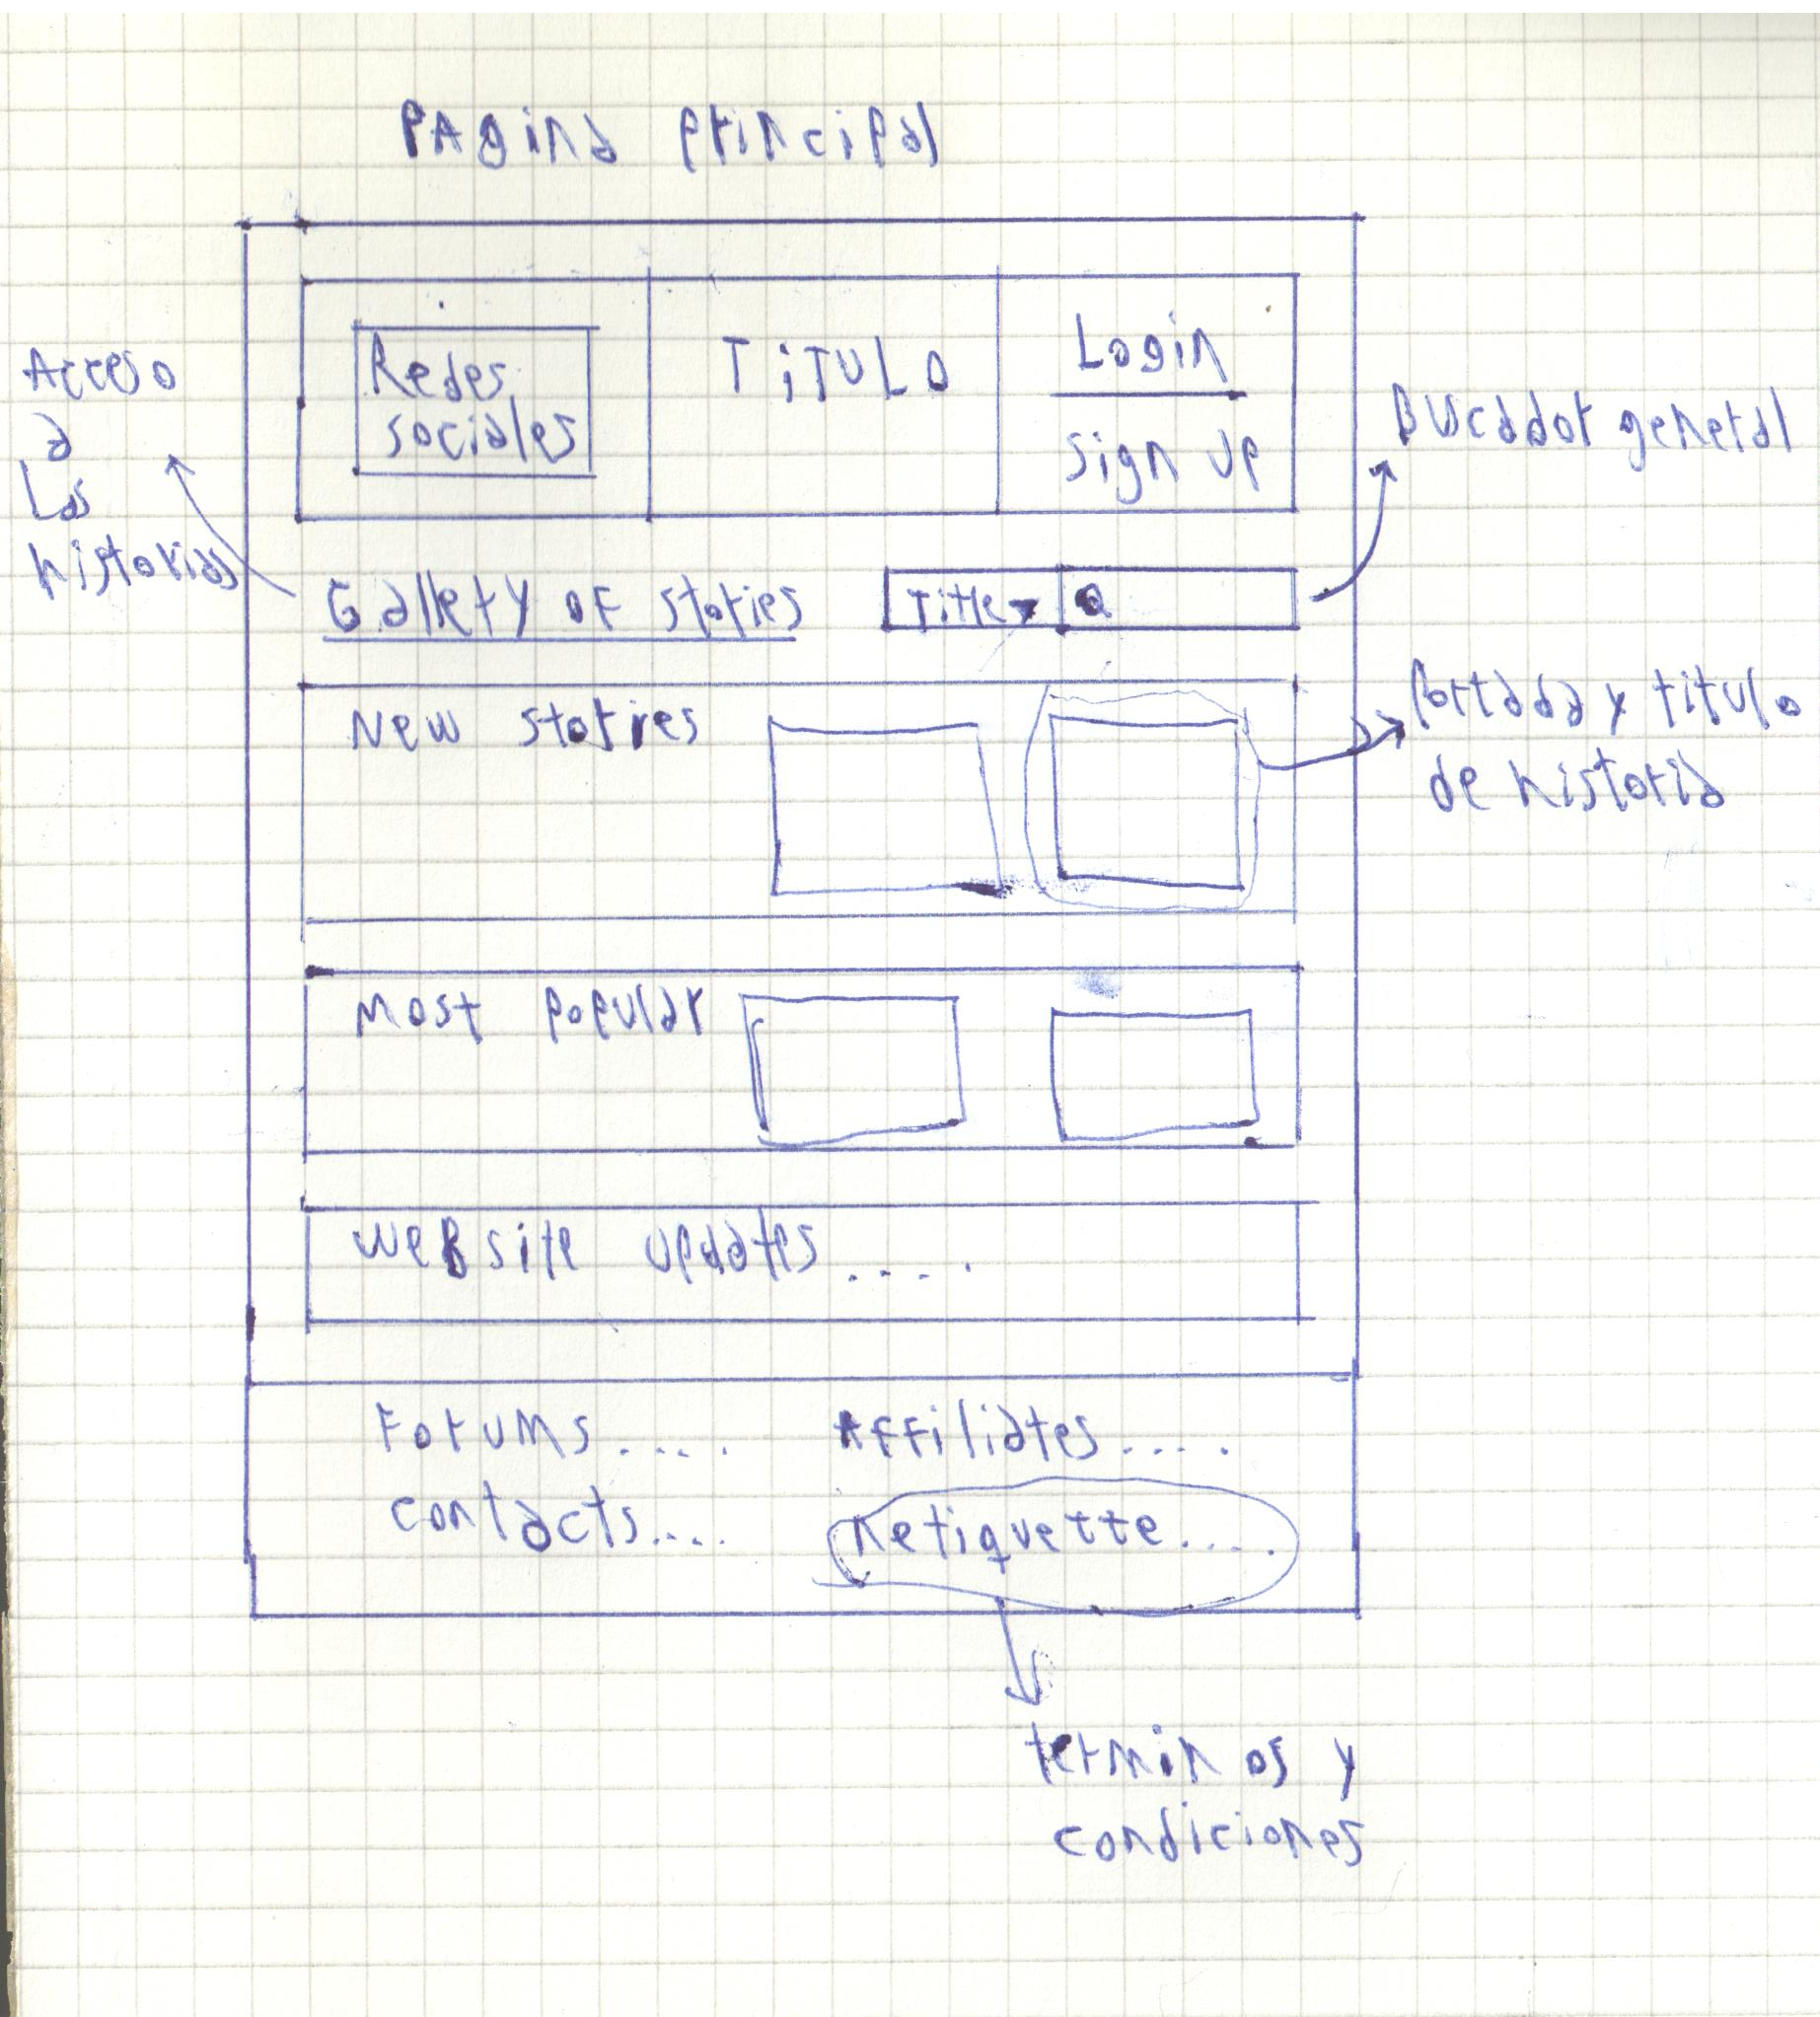 PAgina principal
Redes
sociales
TiTULO
Login
sign up
Acceso
a
Las
historias
Bucador general
Gallery OF stories
Title
New stories
Portada y titulo
de historia
Most popular
website updates....
Forums....
Affiliates....
contacts....
netiquette....
terminos y
condiciones